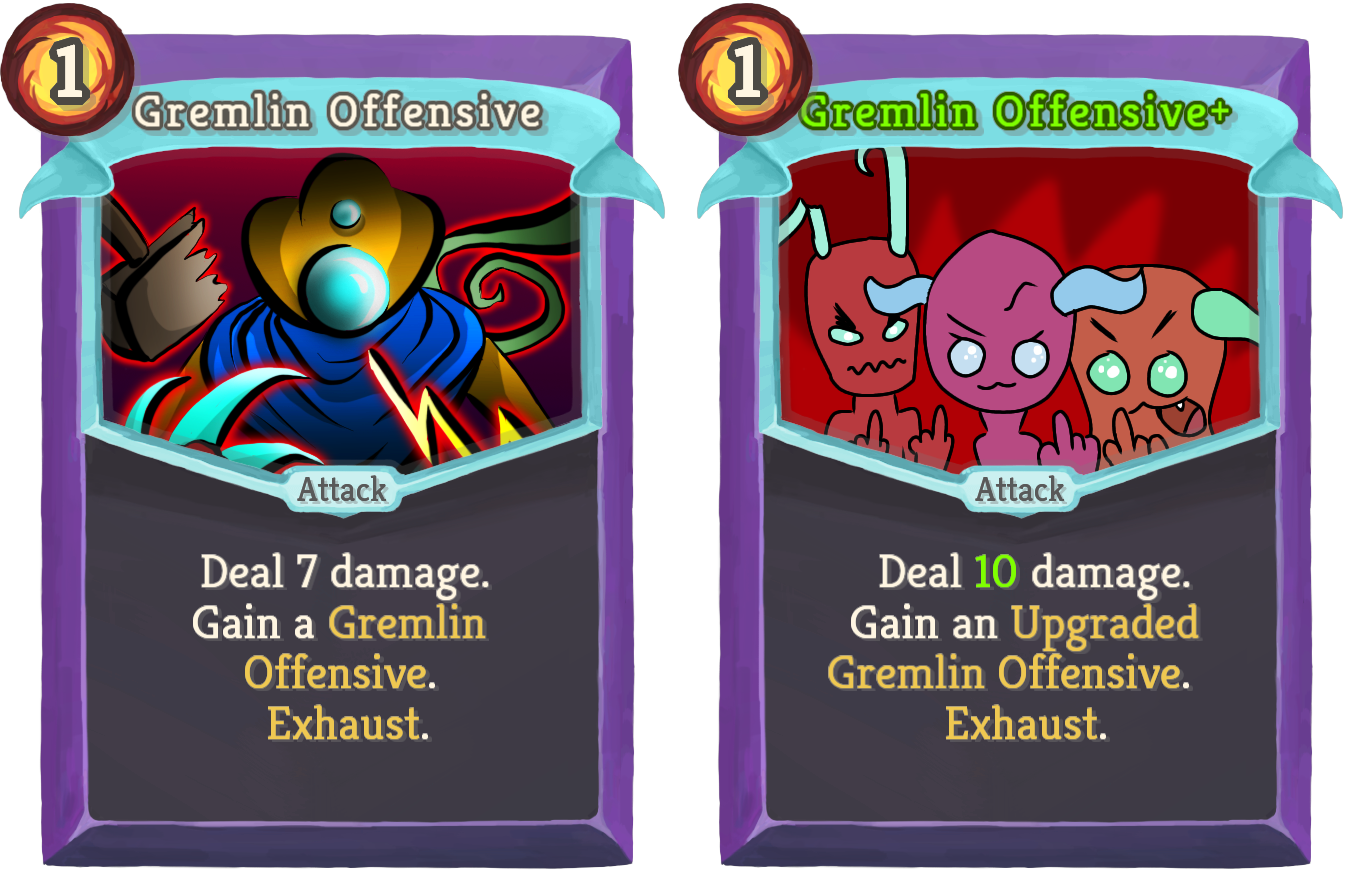 1
Gremlin Offensive
Attack
Deal 7 damage.
Gain a Gremlin
Offensive.
Exhaust.
1
Gremlin Offensive+
Attack
Deal 10 damage.
Gain an Upgraded
Gremlin Offensive.
Exhaust.